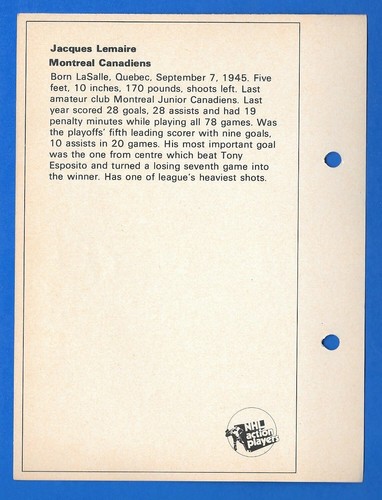 Jacques Lemaire
Montreal Canadiens
Born LaSalle, Quebec, September 7, 1945. Five
feet, 10 inches, 170 pounds, shoots left. Last
amateur club Montreal Junior Canadiens. Last
year scored 28 goals, 28 assists and had 19
penalty minutes while playing all 78 games. Was
the playoffs' fifth leading scorer with nine goals,
10 assists in 20 games. His most important goal
was the one from centre which beat Tony
Esposito and turned a losing seventh game into
the winner. Has one of league's heaviest shots.
NHL
action
players